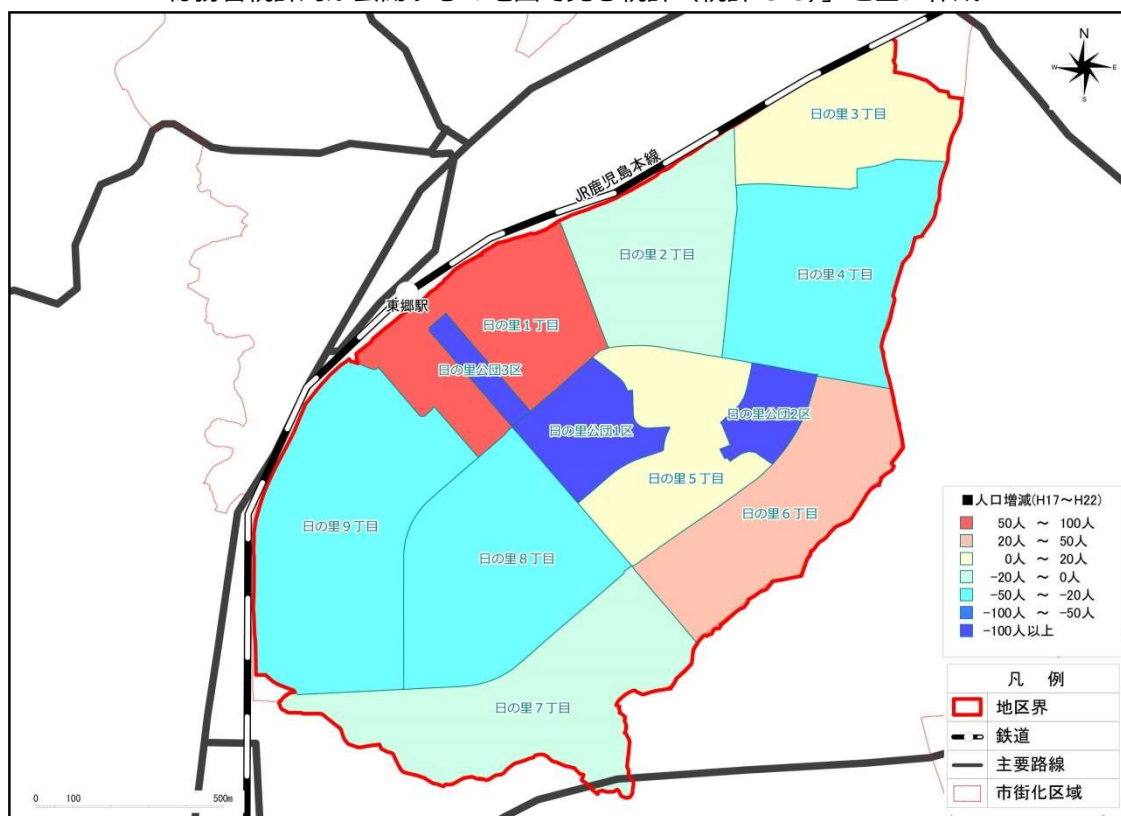 N
W
E
S
日の里3丁目
JR鹿児島本線
日の里2丁目
日の里4丁目
東郷駅
日の里1丁目
日の里公団3区
日の里公団2区
日の里公団1区
日の里5丁目
日の里6丁目
日の里9丁目
日の里8丁目
日の里7丁目
■人口増減(H17~H22)
50人 ~ 100人
20人 ~ 50人
0人 ~ 20人
-20人 ~ 0人
-50人 ~ -20人
-100人 ~ -50人
-100人以上
凡 例
地区界
鉄道
主要路線
市街化区域
0 100 500m